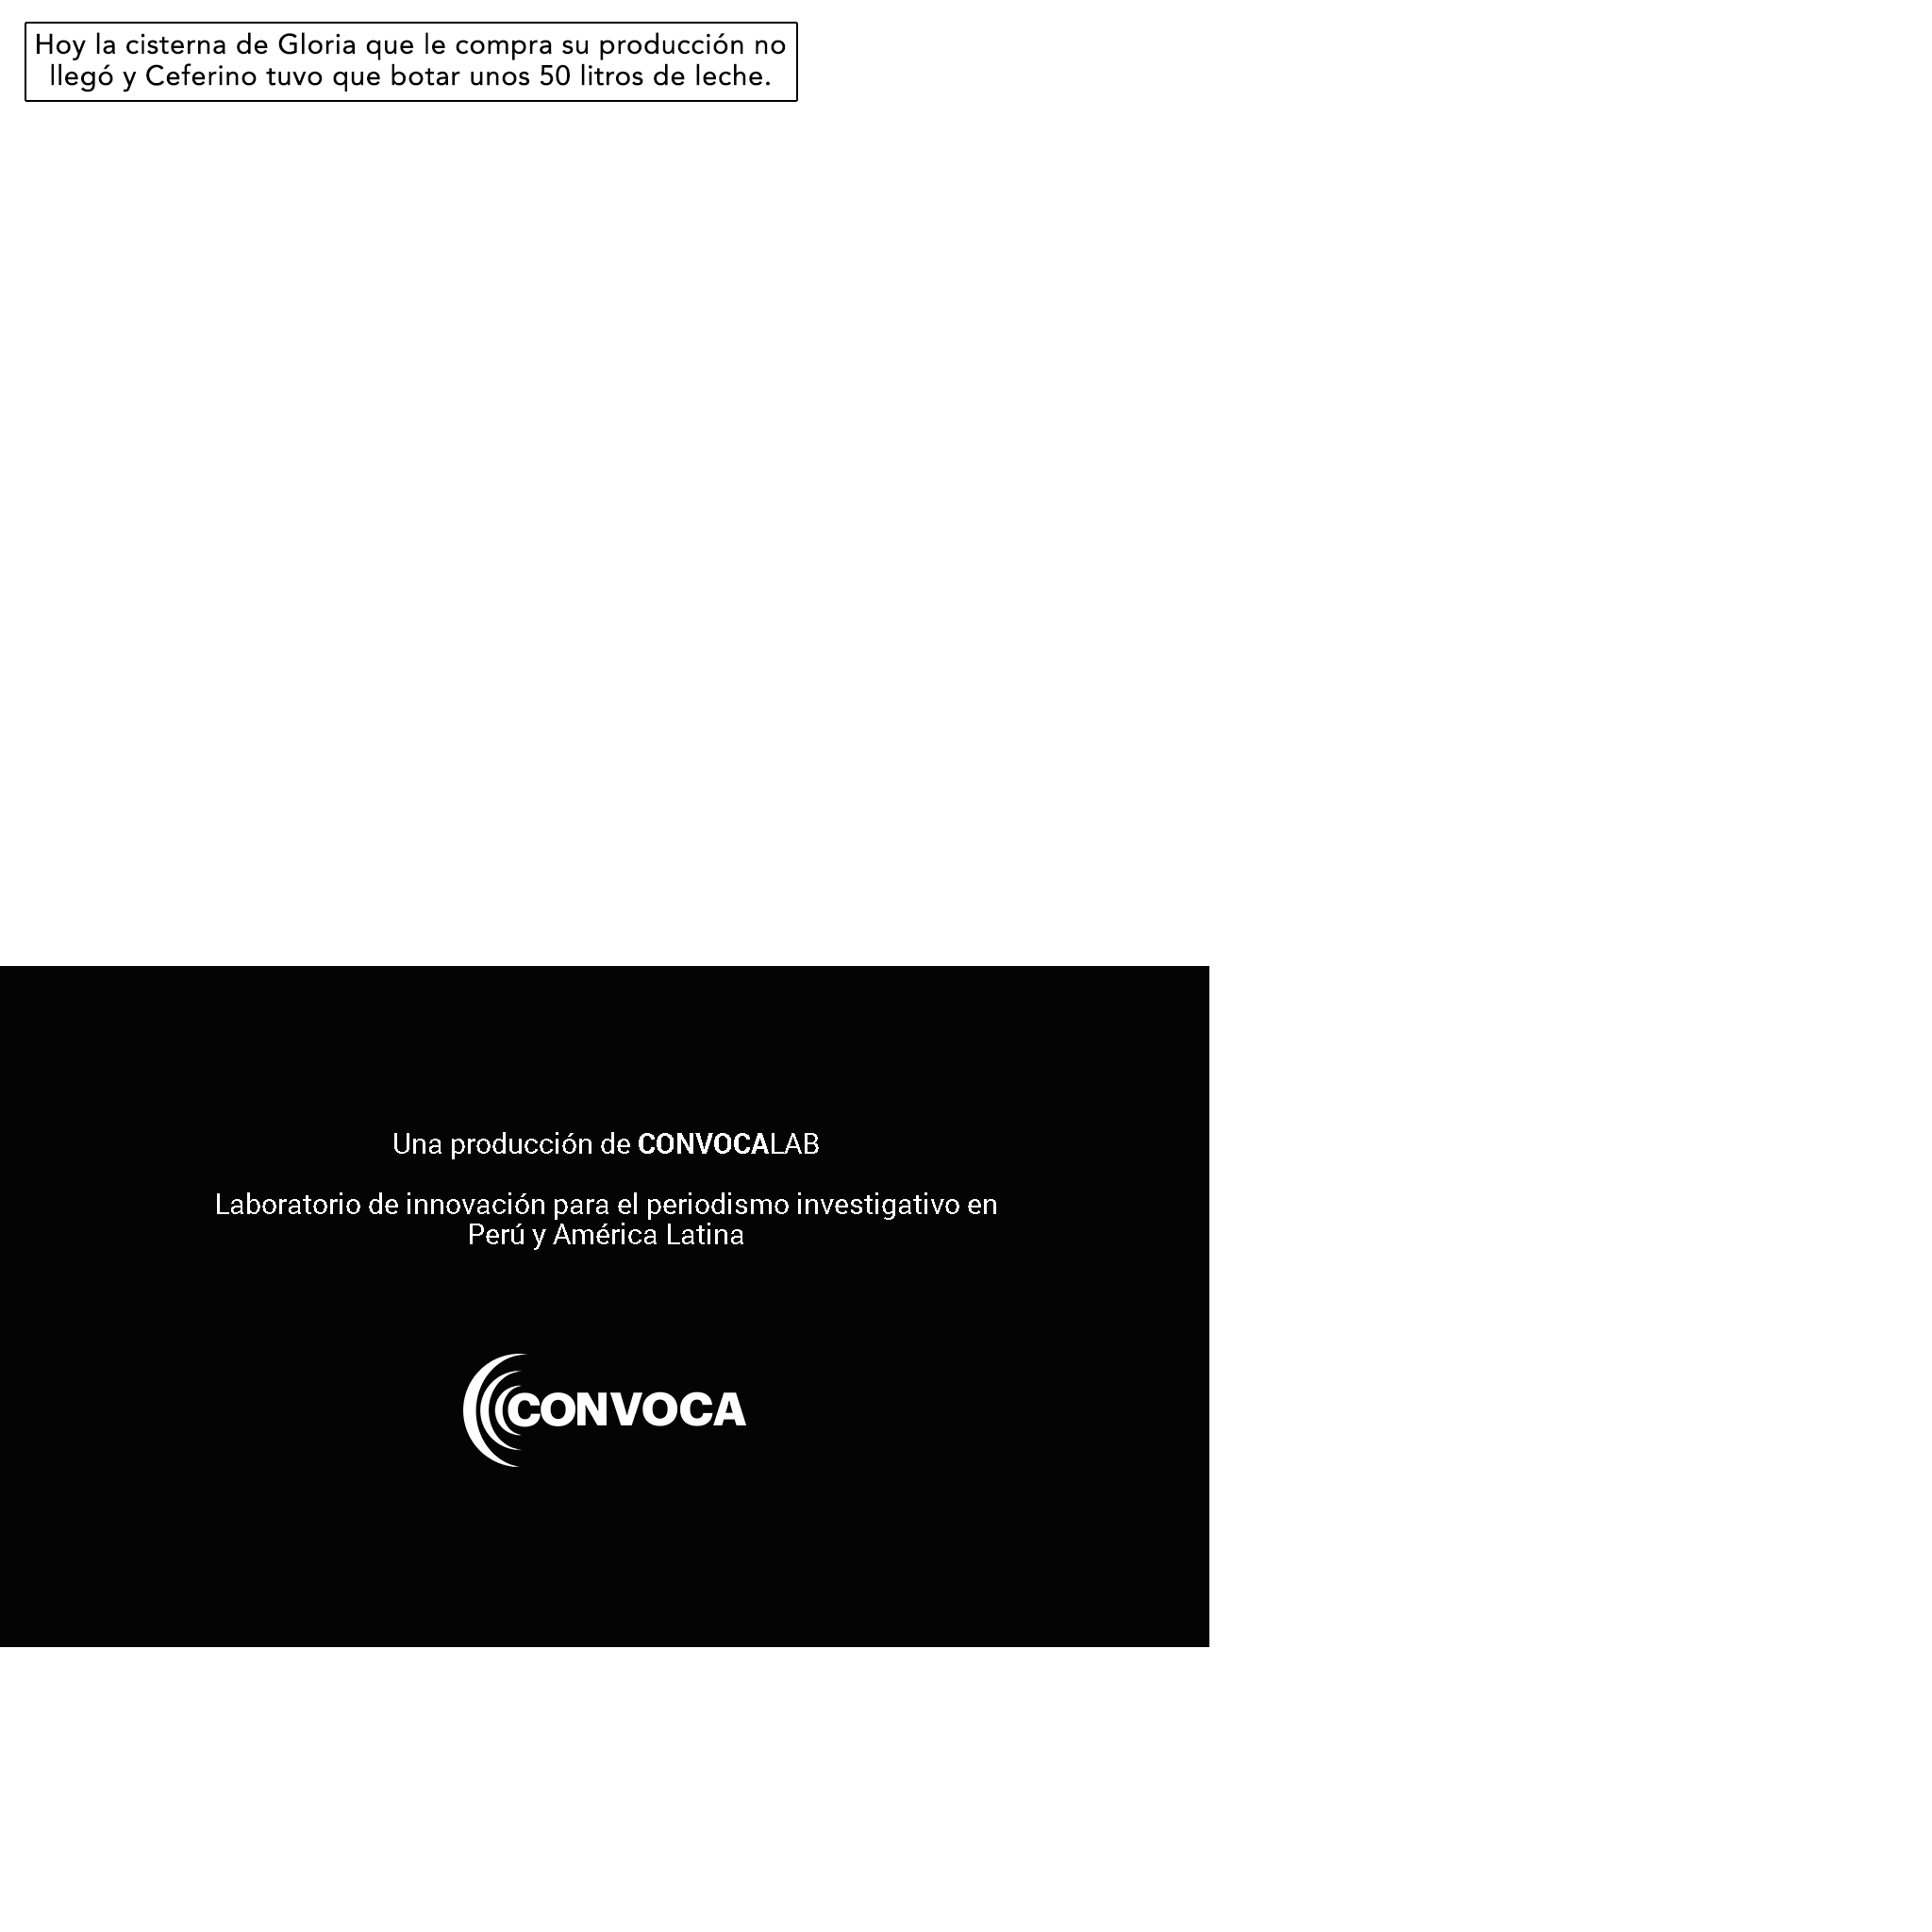 Hoy la cisterna de Gloria que le compra su producción no
llegó y Ceferino tuvo que botar unos 50 litros de leche.
Una producción de CONVOCALAB
Laboratorio de innovación para el periodismo investigativo en
Perú y América Latina
CONVOCA